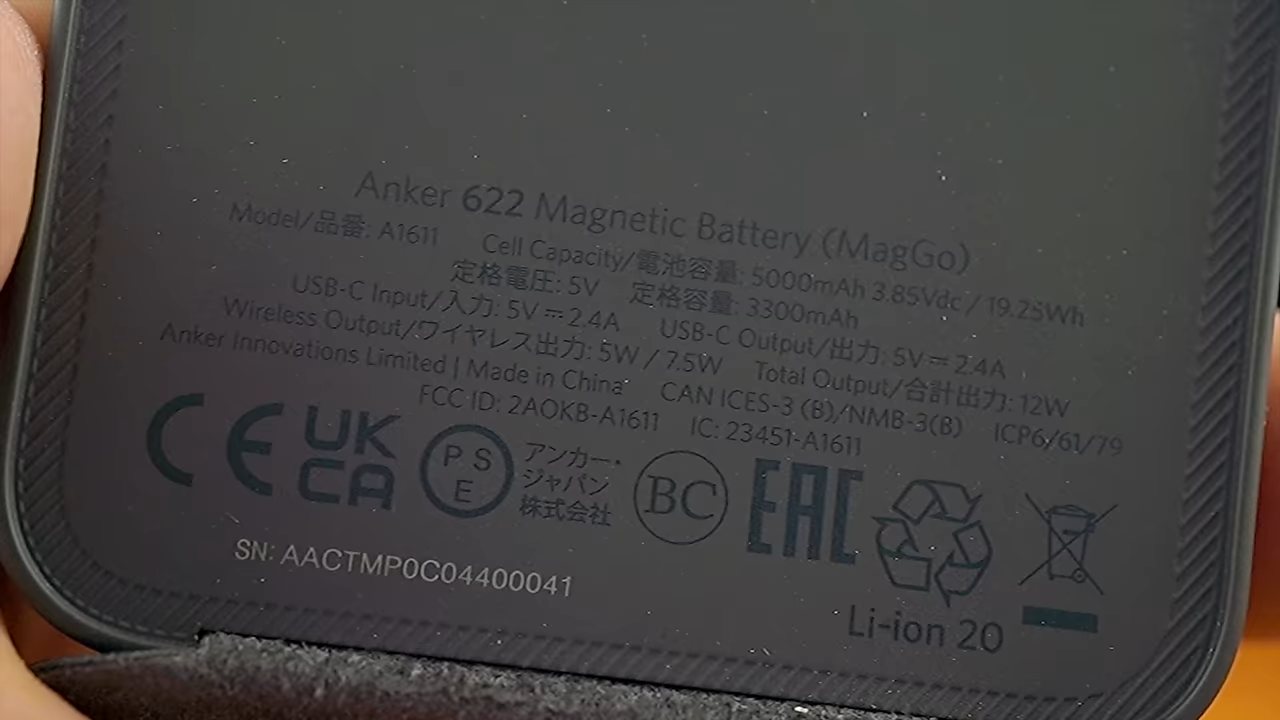 Anker 622 Magnetic Battery (MagGo)
Model/品番: A1611 Cell Capacity/電池容量: 5000mAh 3.85Vdc / 19.25Wh
定格電圧: 5V 定格容量: 3300mAh
USB-C Input/入力: 5V⎓2.4A USB-C Output/出力: 5V⎓2.4A
Wireless Output/ワイヤレス出力: 5W / 7.5W Total Output/合計出力: 12W
Anker Innovations Limited | Made in China CAN ICES-3 (B)/NMB-3(B) ICP6/61/79
FCC ID: 2AOKB-A1611 IC: 23451-A1611
CE
UK
CA
PS
E
アンカー・
ジャパン
株式会社
BC
EAC
SN: AACTMP0C04400041
Li-ion 20